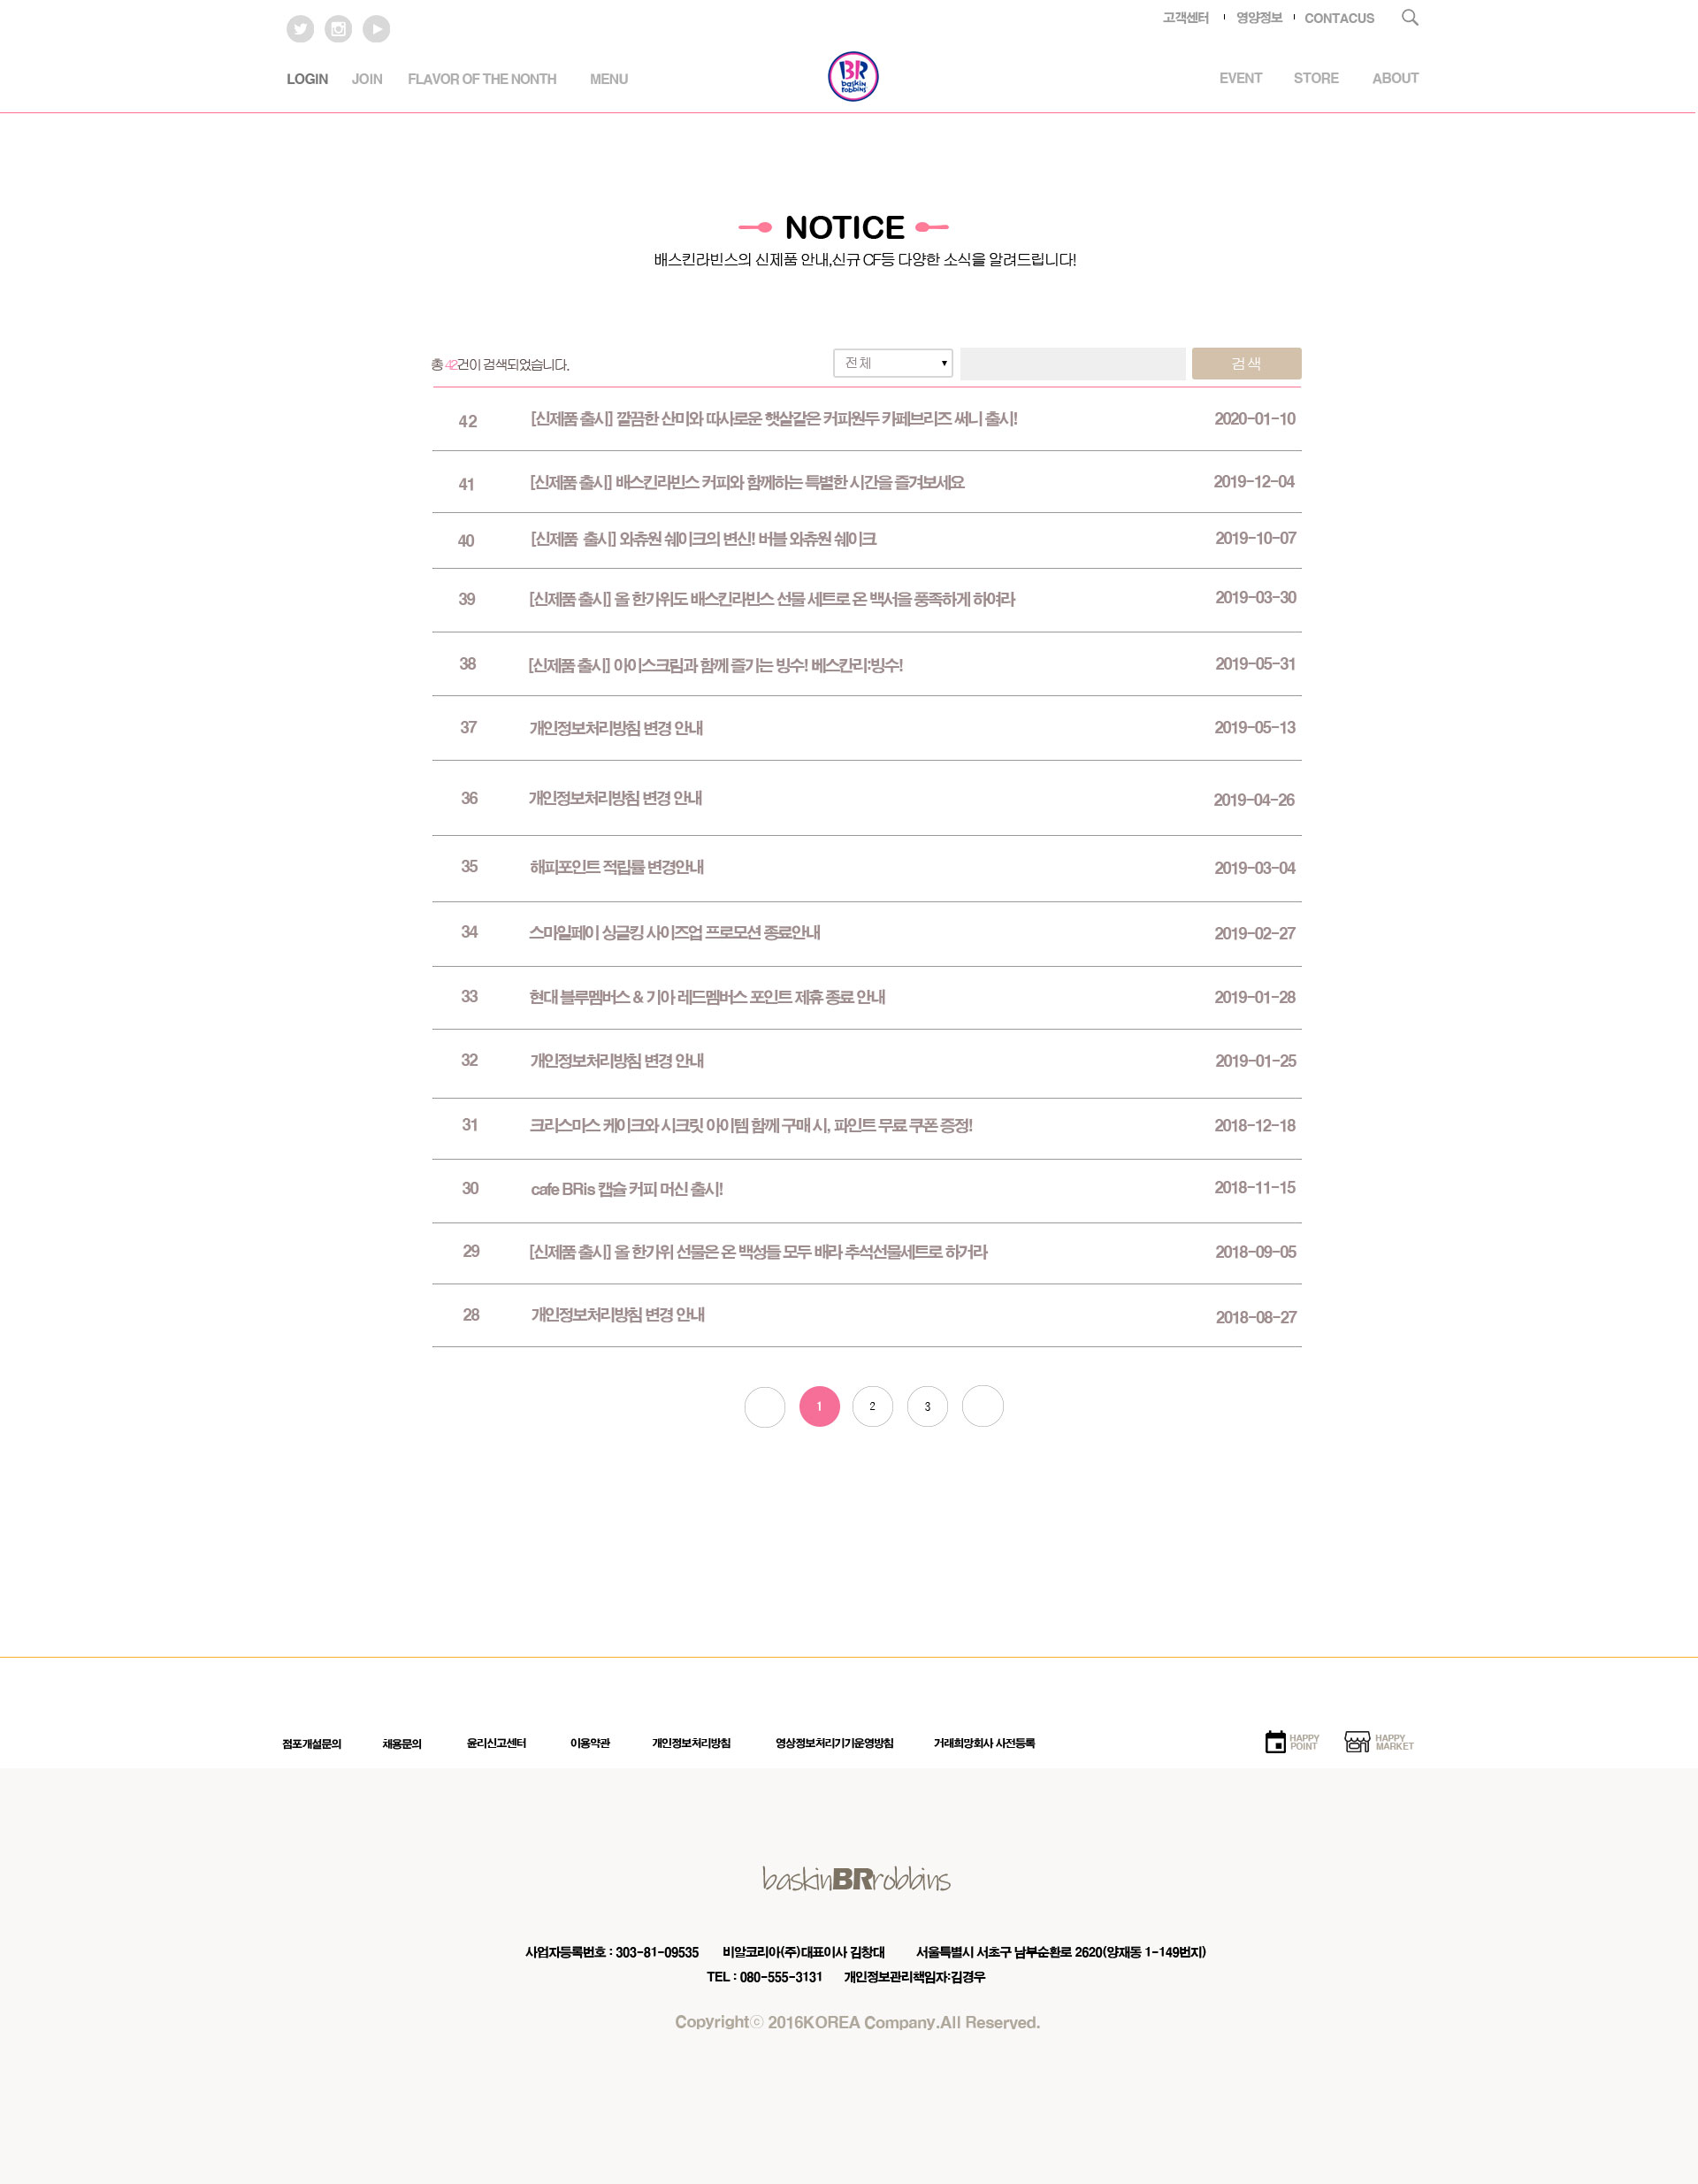 고객센터 영양정보 CONTACUS
LOGIN JOIN FLAVOR OF THE NONTH MENU
BR
baskin
robbins
EVENT STORE ABOUT
NOTICE
배스킨라빈스의 신제품 안내,신규 CF등 다양한 소식을 알려드립니다!
총 42건이 검색되었습니다.
전체 검색
42 [신제품 출시] 깔끔한 산미와 따사로운 햇살같은 커피원두 카페브리즈 써니 출시! 2020-01-10
41 [신제품 출시] 배스킨라빈스 커피와 함께하는 특별한 시간을 즐겨보세요 2019-12-04
40 [신제품 출시] 와츄원 쉐이크의 변신! 버블 와츄원 쉐이크 2019-10-07
39 [신제품 출시] 올 한가위도 배스킨라빈스 선물 세트로 온 백서을 풍족하게 하여라 2019-03-30
38 [신제품 출시] 아이스크림과 함께 즐기는 빙수! 베스킨리:빙수! 2019-05-31
37 개인정보처리방침 변경 안내 2019-05-13
36 개인정보처리방침 변경 안내 2019-04-26
35 해피포인트 적립률 변경안내 2019-03-04
34 스마일페이 싱글킹 사이즈업 프로모션 종료안내 2019-02-27
33 현대 블루멤버스 & 기아 레드멤버스 포인트 제휴 종료 안내 2019-01-28
32 개인정보처리방침 변경 안내 2019-01-25
31 크리스마스 케이크와 시크릿 아이템 함께 구매 시, 파인트 무료 쿠폰 증정! 2018-12-18
30 cafe BRis 캡슐 커피 머신 출시! 2018-11-15
29 [신제품 출시] 올 한가위 선물은 온 백성들 모두 배라 추석선물세트로 하거라 2018-09-05
28 개인정보처리방침 변경 안내 2018-08-27
1 2 3
점포개설문의 채용문의 윤리신고센터 이용약관 개인정보처리방침 영상정보처리기기운영방침 거래희망회사 사전등록
HAPPY
POINT
HAPPY
MARKET
baskinBRrobbins
사업자등록번호 : 303-81-09535 비알코리아(주)대표이사 김창대 서울특별시 서초구 남부순환로 2620(양재동 1-149번지)
TEL : 080-555-3131 개인정보관리책임자:김경우
Copyrightⓒ 2016KOREA Company.All Reserved.